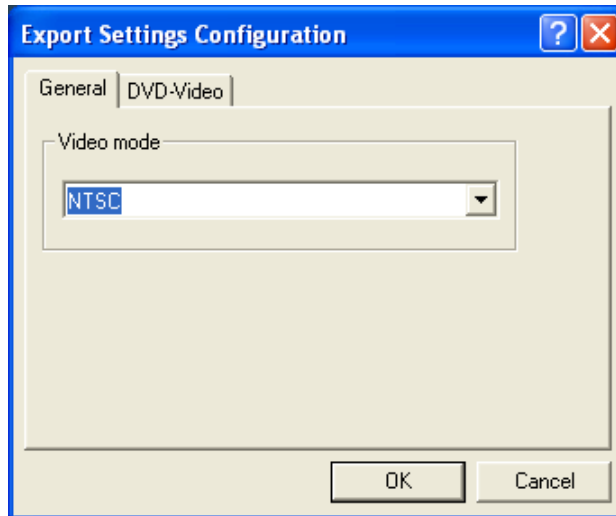 Export Settings Configuration
General DVD-Video
Video mode
NTSC
OK Cancel